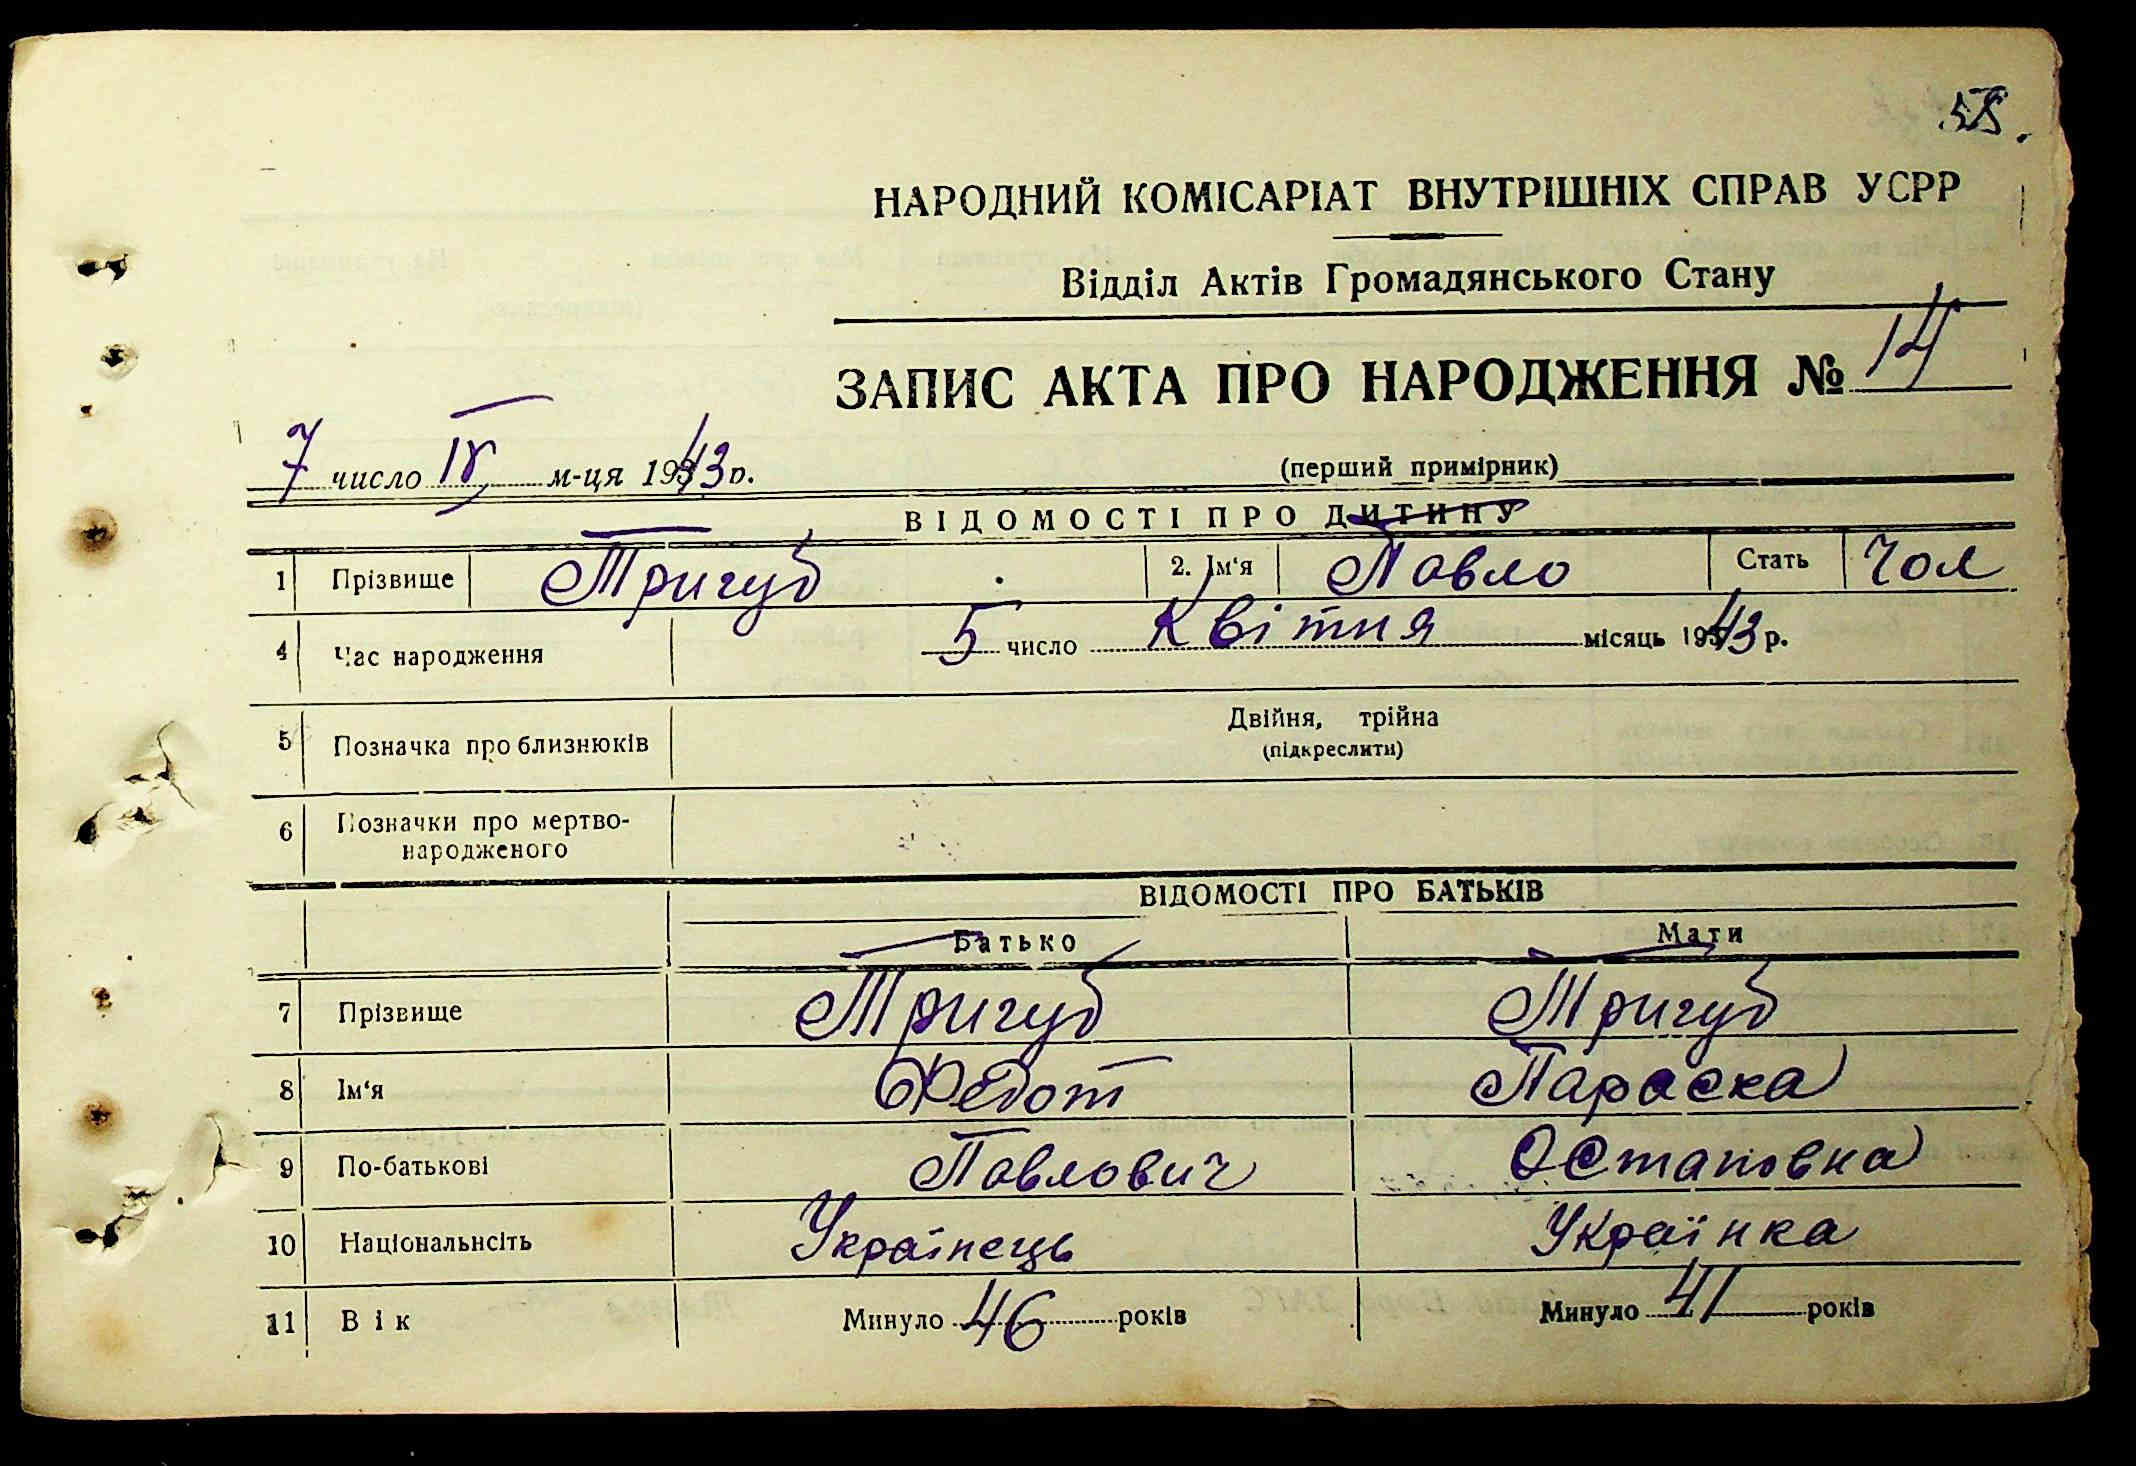 58.
НАРОДНИЙ КОМІСАРІАТ ВНУТРІШНІХ СПРАВ УСРР
Відділ Актів Громадянського Стану
ЗАПИС АКТА ПРО НАРОДЖЕННЯ № 14
7 число IV м-ця 1943 р.
(перший примірник)
ВІДОМОСТІ ПРО ДИТИНУ
1 Прізвище Тригуб 2. Ім'я Павло Стать Чол
4 Час народження 5 число Квітня місяць 1943 р.
5 Позначка про близнюків Двійня, трійна
(підкреслити)
6 Позначки про мертво-
народженого
ВІДОМОСТІ ПРО БАТЬКІВ
Батько Мати
7 Прізвище Тригуб Тригуб
8 Ім'я Федот Параска
9 По-батькові Павлович Остаповна
10 Національнсіть Українець Українка
11 Вік Минуло 46 років Минуло 41 років